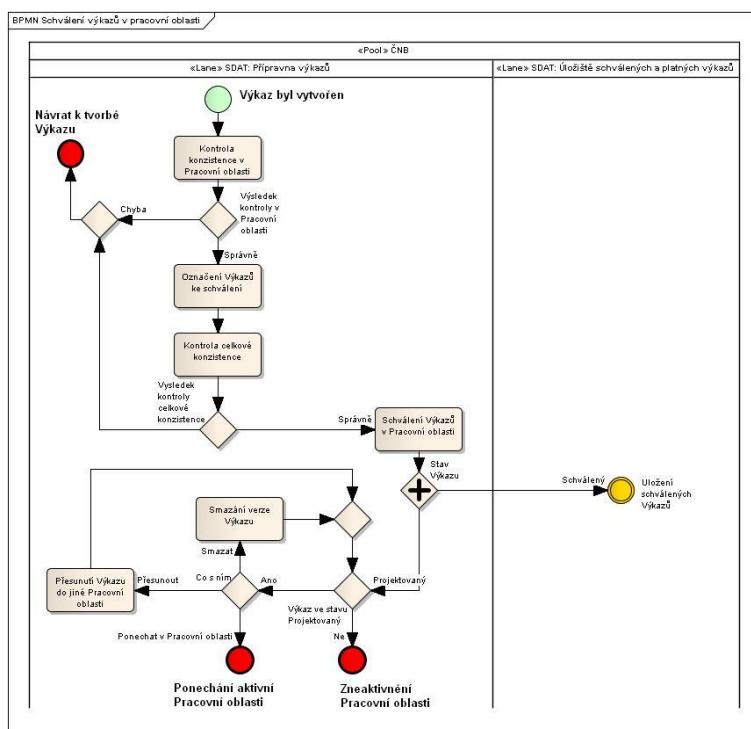 BPMN Schválení výkazů v pracovní oblasti
«Pool» ČNB
«Lane» SDAT: Přípravna výkazů
«Lane» SDAT: Úložiště schválených a platných výkazů
Výkaz byl vytvořen
Návrat k tvorbé
Výkazu
Kontrola
konzistence v
Pracovní oblasti
Chyba
Výsledek
kontroly v
Pracovní
oblasti
Správně
Označení Výkazů
ke schválení
Kontrola celkové
konzistence
Vysledek
kontroly
celkové
konzistence
Správně
Schválení Výkazů
v Pracovní oblasti
Stav
Výkazu
Schválený
Uložení
schválených
Výkazů
Smazání verze
Výkazu
Smazat
Přesunutí Výkazu
do jiné Pracovní
oblasti
Přesunout
Co s ním
Ano
Projektovaný
Výkaz ve stavu
Projektovaný
Ponechat v Pracovní oblasti
Ne
Ponechání aktivní
Pracovní oblasti
Zneaktivnění
Pracovní oblasti